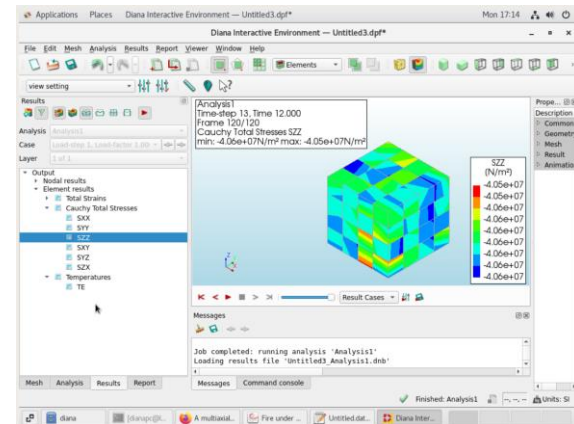 Applications Places Diana Interactive Environment — Untitled3.dpf* Mon 17:14
Diana Interactive Environment — Untitled3.dpf*
File Edit Mesh Analysis Results Report Viewer Window Help
Elements
view setting
Results
Analysis Analysis1
Case Load-step 1, Load-factor 1.00
Layer 1 of 1
Output
Nodal results
Element results
Total Strains
Cauchy Total Stresses
SXX
SYY
SZZ
SXY
SYZ
SZX
Temperatures
TE
Mesh Analysis Results Report
Analysis1
Time-step 13, Time 12.000
Frame 120/120
Cauchy Total Stresses SZZ
min: -4.06e+07N/m² max: -4.05e+07N/m²
SZZ
(N/m²)
-4.05e+07
-4.05e+07
-4.06e+07
-4.06e+07
-4.06e+07
-4.06e+07
-4.06e+07
-4.06e+07
-4.06e+07
Result Cases
Messages
Job completed: running analysis 'Analysis1'
Loading results file 'Untitled3_Analysis1.dnb'
Messages Command console
Prope...
Description
Common
Geometr
Mesh
Result
Animatio
Finished: Analysis1 --, --, -- Units: SI
diana [dianapc@l... A multiaxial... Fire under ... Untitled.dat... Diana Inter...